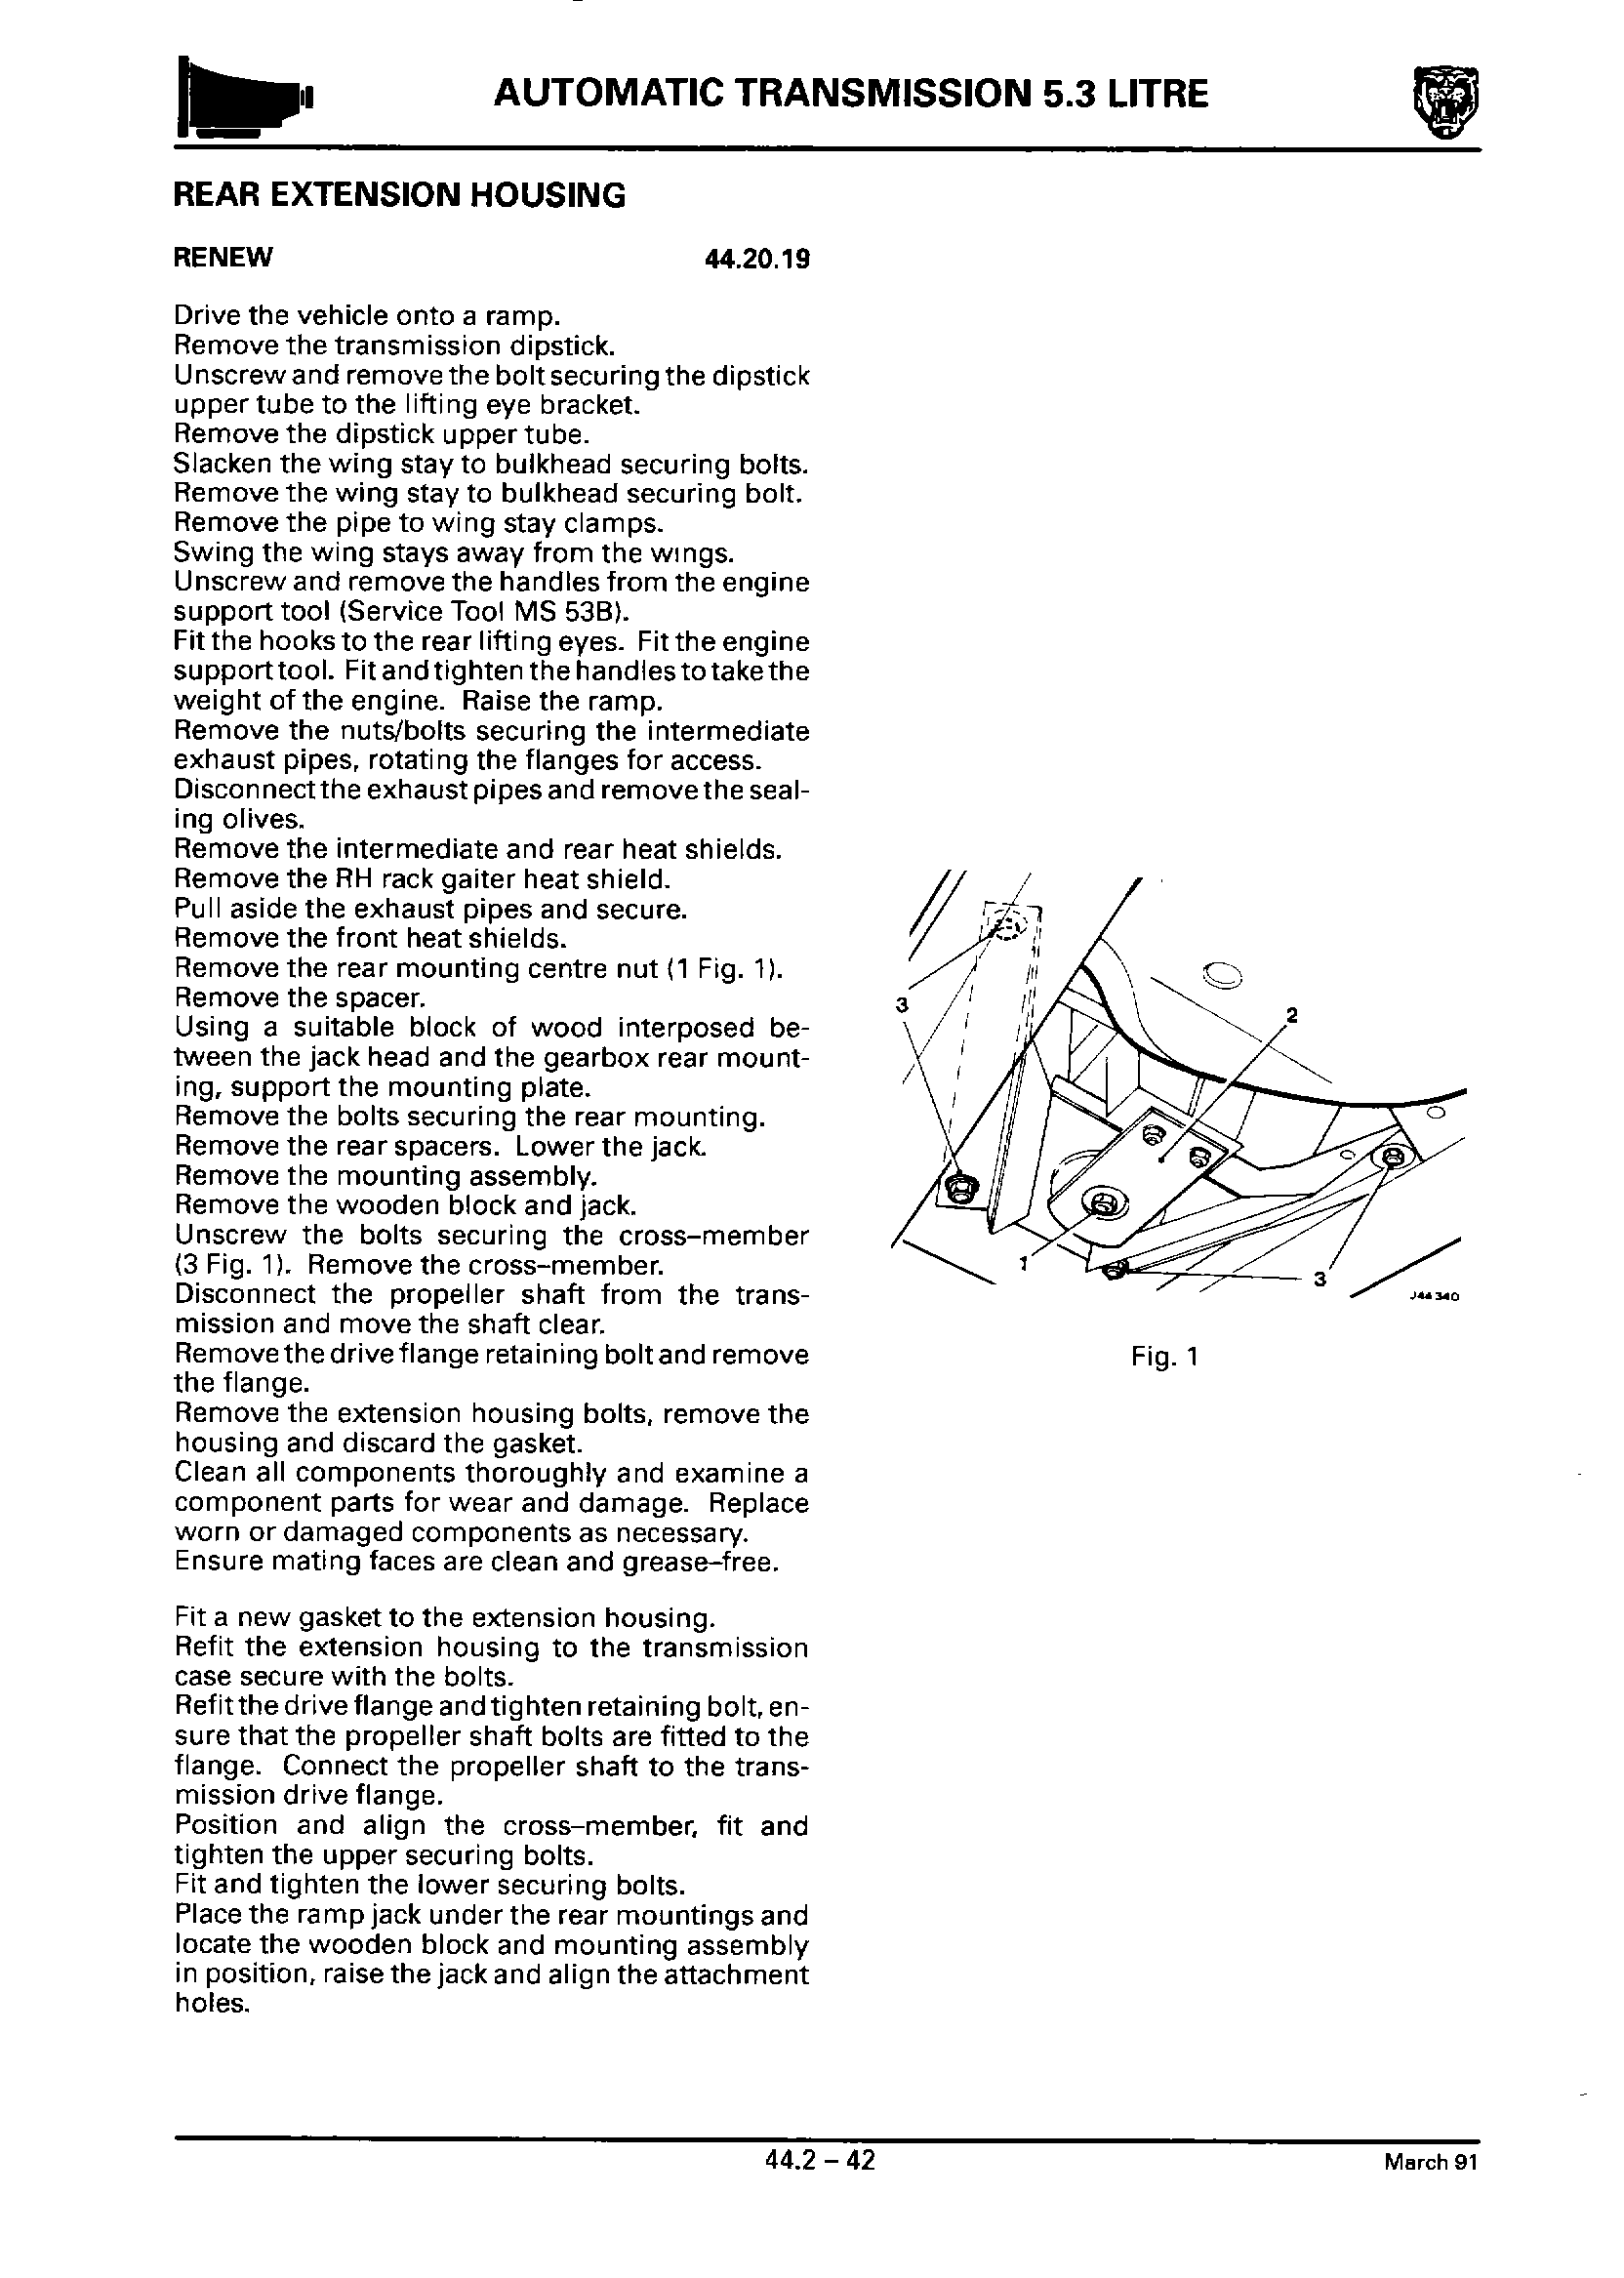 AUTOMATIC TRANSMISSION 5.3 LITRE
REAR EXTENSION HOUSING
RENEW 44.20.19
Drive the vehicle onto a ramp.
Remove the transmission dipstick.
Unscrew and remove the bolt securing the dipstick
upper tube to the lifting eye bracket.
Remove the dipstick upper tube.
Slacken the wing stay to bulkhead securing bolts.
Remove the wing stay to bulkhead securing bolt.
Remove the pipe to wing stay clamps.
Swing the wing stays away from the wings.
Unscrew and remove the handles from the engine
support tool (Service Tool MS 53B).
Fit the hooks to the rear lifting eyes. Fit the engine
support tool. Fit and tighten the handles to take the
weight of the engine. Raise the ramp.
Remove the nuts/bolts securing the intermediate
exhaust pipes, rotating the flanges for access.
Disconnect the exhaust pipes and remove the seal-
ing olives.
Remove the intermediate and rear heat shields.
Remove the RH rack gaiter heat shield.
Pull aside the exhaust pipes and secure.
Remove the front heat shields.
Remove the rear mounting centre nut (1 Fig. 1).
Remove the spacer.
Using a suitable block of wood interposed be-
tween the jack head and the gearbox rear mount-
ing, support the mounting plate.
Remove the bolts securing the rear mounting.
Remove the rear spacers. Lower the jack.
Remove the mounting assembly.
Remove the wooden block and jack.
Unscrew the bolts securing the cross-member
(3 Fig. 1). Remove the cross-member.
Disconnect the propeller shaft from the trans-
mission and move the shaft clear.
Remove the drive flange retaining bolt and remove
the flange.
Remove the extension housing bolts, remove the
housing and discard the gasket.
Clean all components thoroughly and examine a
component parts for wear and damage. Replace
worn or damaged components as necessary.
Ensure mating faces are clean and grease-free.
Fit a new gasket to the extension housing.
Refit the extension housing to the transmission
case secure with the bolts.
Refit the drive flange and tighten retaining bolt, en-
sure that the propeller shaft bolts are fitted to the
flange. Connect the propeller shaft to the trans-
mission drive flange.
Position and align the cross-member, fit and
tighten the upper securing bolts.
Fit and tighten the lower securing bolts.
Place the ramp jack under the rear mountings and
locate the wooden block and mounting assembly
in position, raise the jack and align the attachment
holes.
3
2
1
3
J44 340
Fig. 1
44.2 – 42
March 91